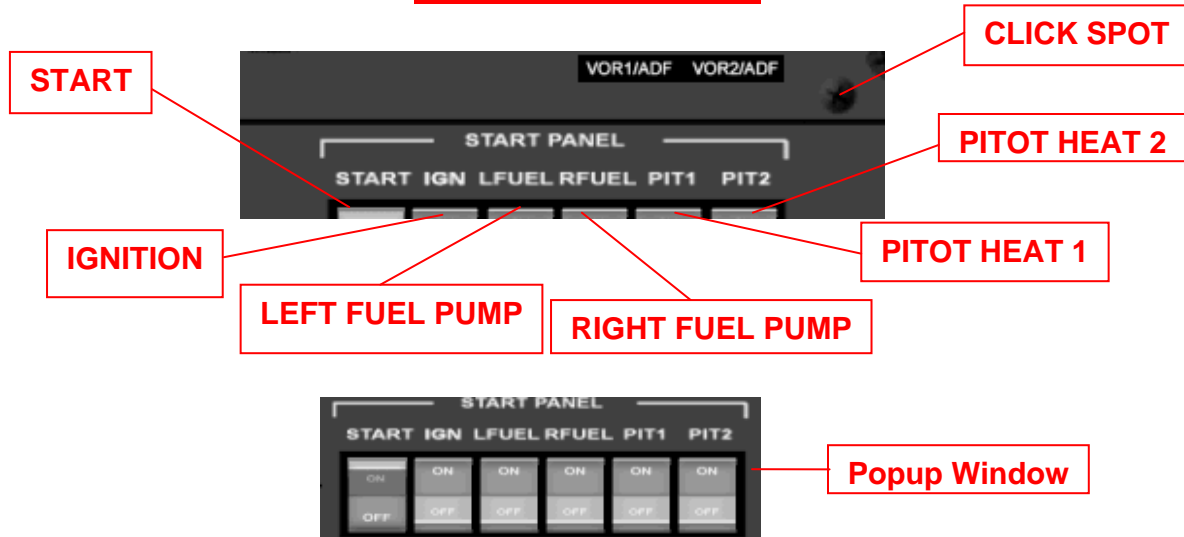 CLICK SPOT
START
VOR1/ADF VOR2/ADF
START PANEL
PITOT HEAT 2
START IGN LFUEL RFUEL PIT1 PIT2
IGNITION
PITOT HEAT 1
LEFT FUEL PUMP
RIGHT FUEL PUMP
START PANEL
START IGN LFUEL RFUEL PIT1 PIT2
ON ON ON ON ON ON
OFF OFF OFF OFF OFF OFF
Popup Window